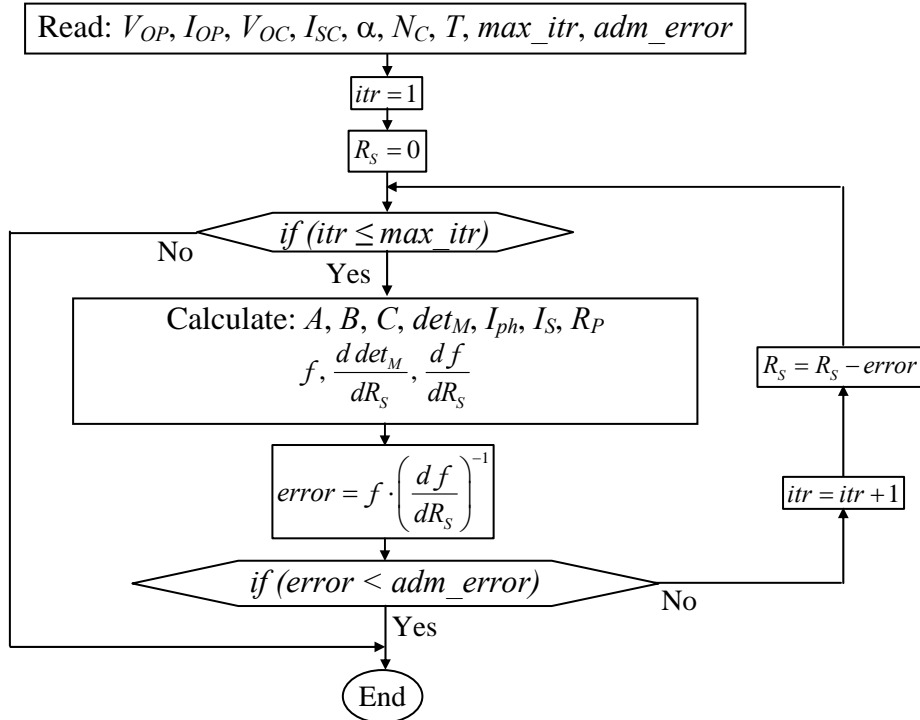 Read: V_OP, I_OP, V_OC, I_SC, α, N_C, T, max_itr, adm_error
itr = 1
R_S = 0
if (itr ≤ max_itr)
No
Yes
Calculate: A, B, C, det_M, I_ph, I_S, R_P
f, d det_M / dR_S, d f / dR_S
R_S = R_S − error
error = f · (d f / dR_S)^−1
itr = itr + 1
if (error < adm_error)
No
Yes
End